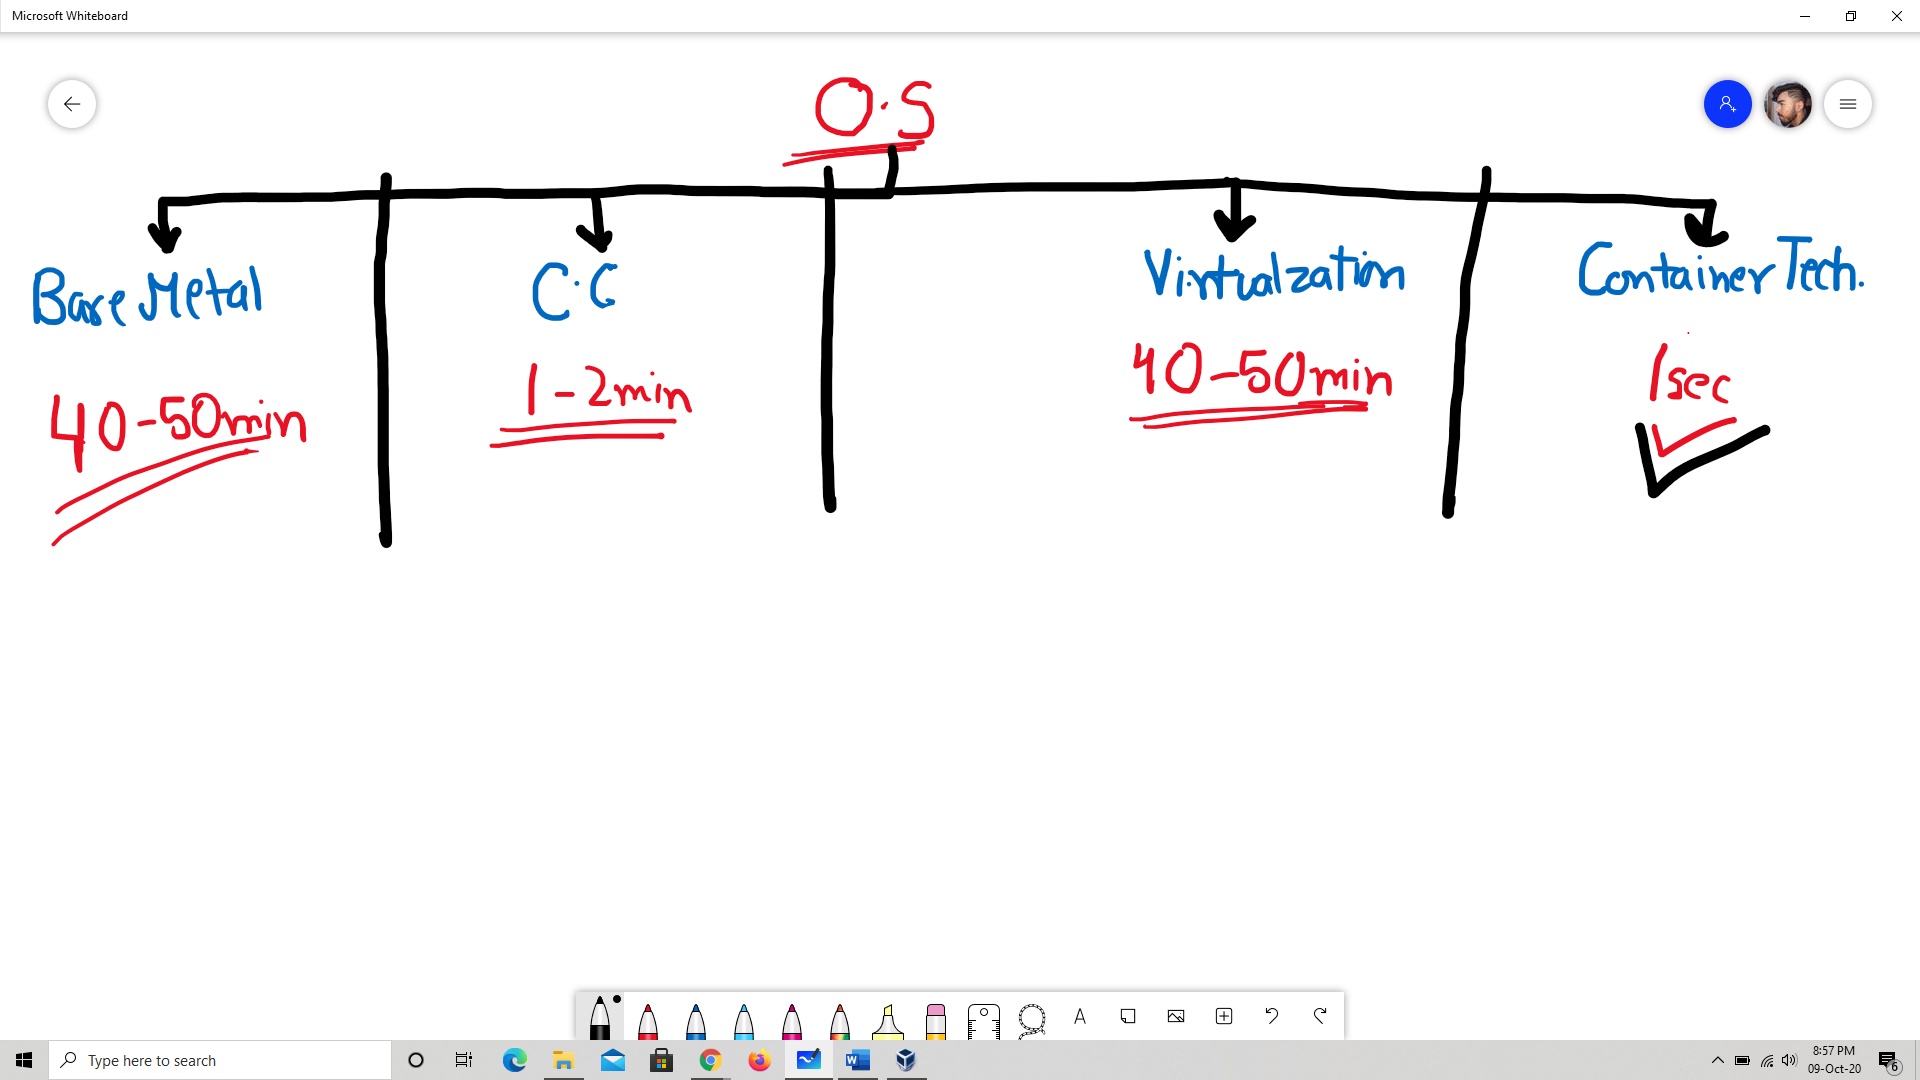 Microsoft Whiteboard
O.S
Bare Metal
C.C
Virtualzation
Container Tech.
40-50min
1-2min
40-50min
1sec
A
Type here to search
W
8:57 PM
09-Oct-20
6